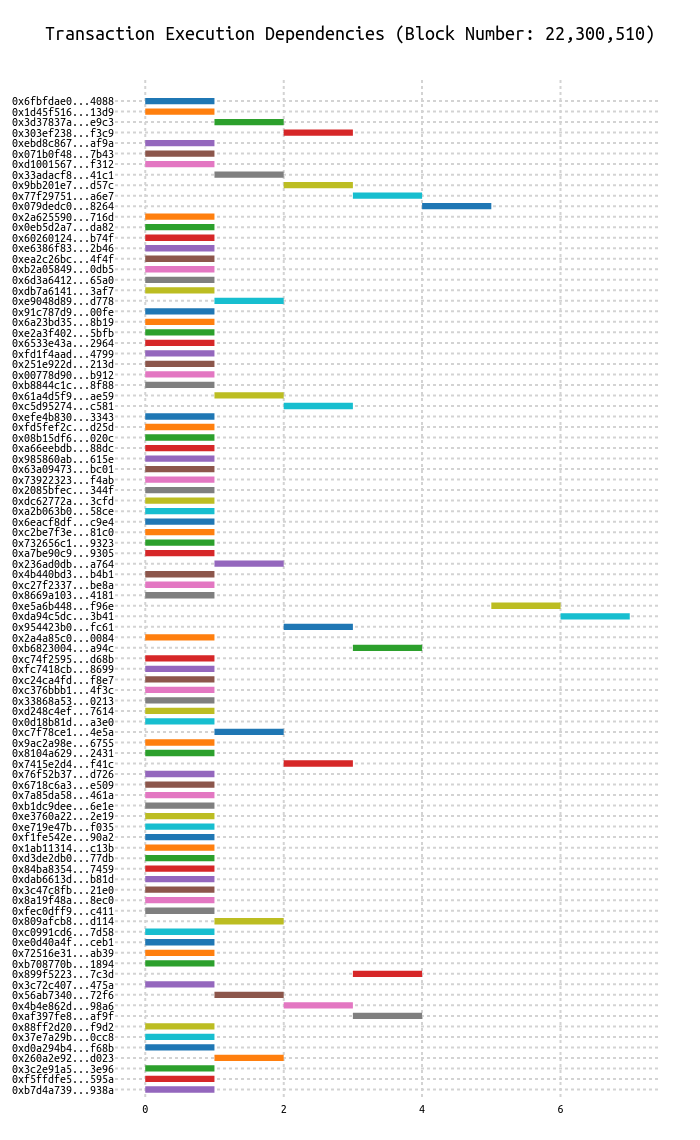 Transaction Execution Dependencies (Block Number: 22,300,510)
0x6fbfdae0...4088
0x1d45f516...13d9
0x3d37837a...e9c3
0x303ef238...f3c9
0xebd8c867...af9a
0x071b0f48...7b43
0xd1001567...f312
0x33adacf8...41c1
0x9bb201e7...d57c
0x77f29751...a6e7
0x079dedc0...8264
0x2a625590...716d
0x0eb5d2a7...da82
0x60260124...b74f
0xe6386f83...2b46
0xea2c26bc...4f4f
0xb2a05849...0db5
0x6d3a6412...65a0
0xdb7a6141...3af7
0xe9048d89...d778
0x91c787d9...00fe
0x6a23bd35...8b19
0xe2a3f402...5bfb
0x6533e43a...2964
0xfd1f4aad...4799
0x251e922d...213d
0x00778d90...b912
0xb8844c1c...8f88
0x61a4d5f9...ae59
0xc5d95274...c581
0xefe4b830...3343
0xfd5fef2c...d25d
0x08b15df6...020c
0xa66eebdb...88dc
0x985860ab...615e
0x63a09473...bc01
0x73922323...f4ab
0x2085bfec...344f
0xdc62772a...3cfd
0xa2b063b0...58ce
0x6eacf8df...c9e4
0xc2be7f3e...81c0
0x732656c1...9323
0xa7be90c9...9305
0x236ad0db...a764
0x4b440bd3...b4b1
0xc27f2337...be8a
0x8669a103...4181
0xe5a6b448...f96e
0xda94c5dc...3b41
0x954423b0...fc61
0x2a4a85c0...0084
0xb6823004...a94c
0xc74f2595...d68b
0xfc7418cb...8699
0xc24ca4fd...f8e7
0xc376bbb1...4f3c
0x33868a53...0213
0xd248c4ef...7614
0x0d18b81d...a3e0
0xc7f78ce1...4e5a
0x9ac2a98e...6755
0x8104a629...2431
0x7415e2d4...f41c
0x76f52b37...d726
0x6718c6a3...e509
0x7a85da58...461a
0xb1dc9dee...6e1e
0xe3760a22...2e19
0xe719e47b...f035
0xf1fe542e...90a2
0x1ab11314...c13b
0xd3de2db0...77db
0x84ba8354...7459
0xdab6613d...b81d
0x3c47c8fb...21e0
0x8a19f48a...8ec0
0xfec0dff9...c411
0x809afcb8...d114
0xc0991cd6...7d58
0xe0d40a4f...ceb1
0x72516e31...ab39
0xb708770b...1894
0x899f5223...7c3d
0x3c72c407...475a
0x56ab7340...72f6
0x4b4e862d...98a6
0xaf397fe8...af9f
0x88ff2d20...f9d2
0x37e7a29b...0cc8
0xd0a294b4...f68b
0x260a2e92...d023
0x3c2e91a5...3e96
0xf5ffdfe5...595a
0xb7d4a739...938a
0 2 4 6